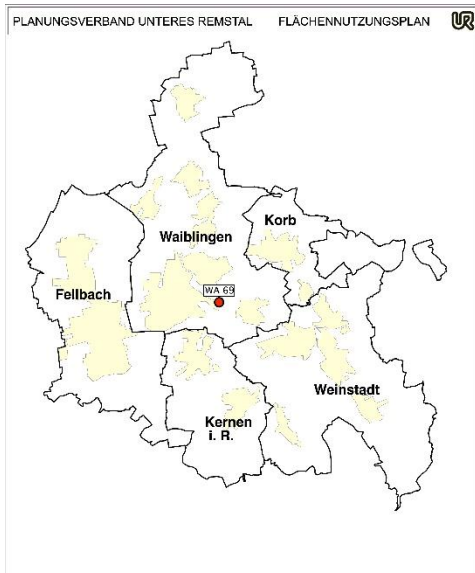 PLANUNGSVERBAND UNTERES REMSTAL FLÄCHENNUTZUNGSPLAN UR
Korb
Waiblingen
Fellbach
WA 69
Weinstadt
Kernen
i. R.